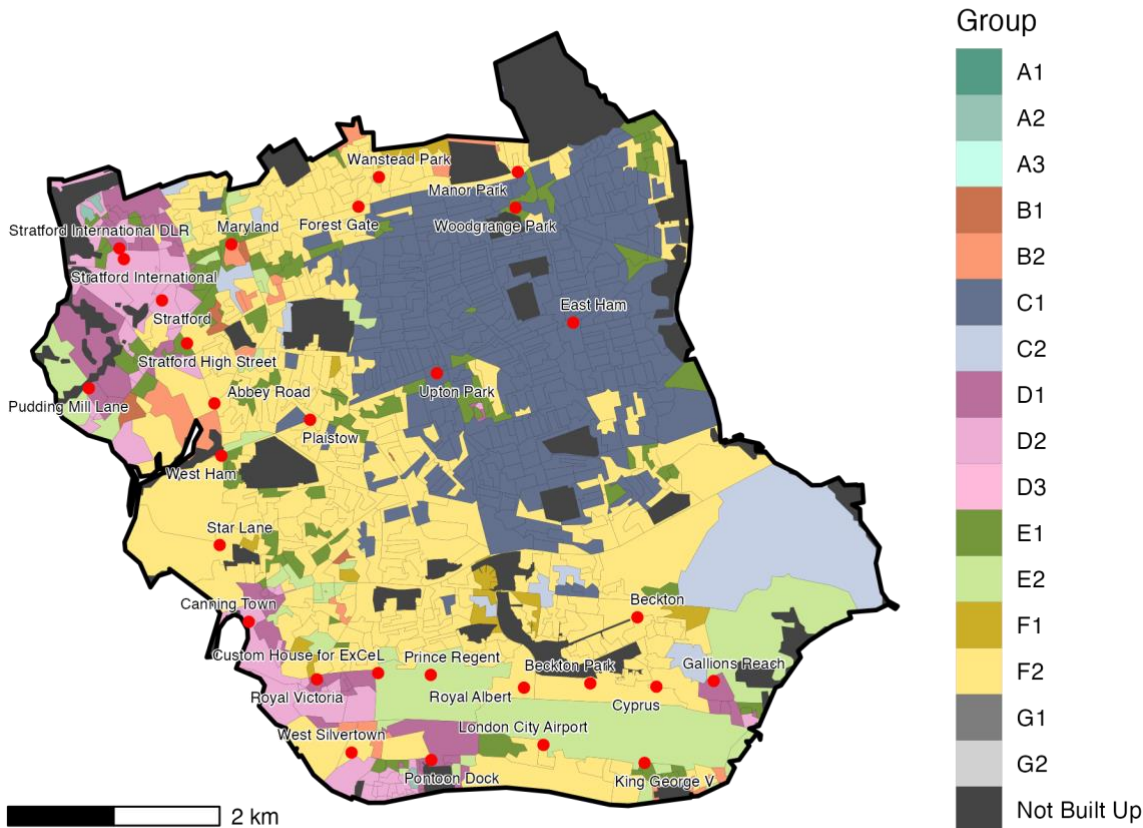 Group
A1
A2
A3
B1
B2
C1
C2
D1
D2
D3
E1
E2
F1
F2
G1
G2
Not Built Up
Wanstead Park
Manor Park
Forest Gate
Woodgrange Park
Maryland
Stratford International DLR
Stratford International
Stratford
East Ham
Stratford High Street
Upton Park
Abbey Road
Pudding Mill Lane
Plaistow
West Ham
Star Lane
Canning Town
Beckton
Custom House for ExCeL
Prince Regent
Beckton Park
Gallions Reach
Royal Victoria
Royal Albert
Cyprus
London City Airport
West Silvertown
Pontoon Dock
King George V
2 km